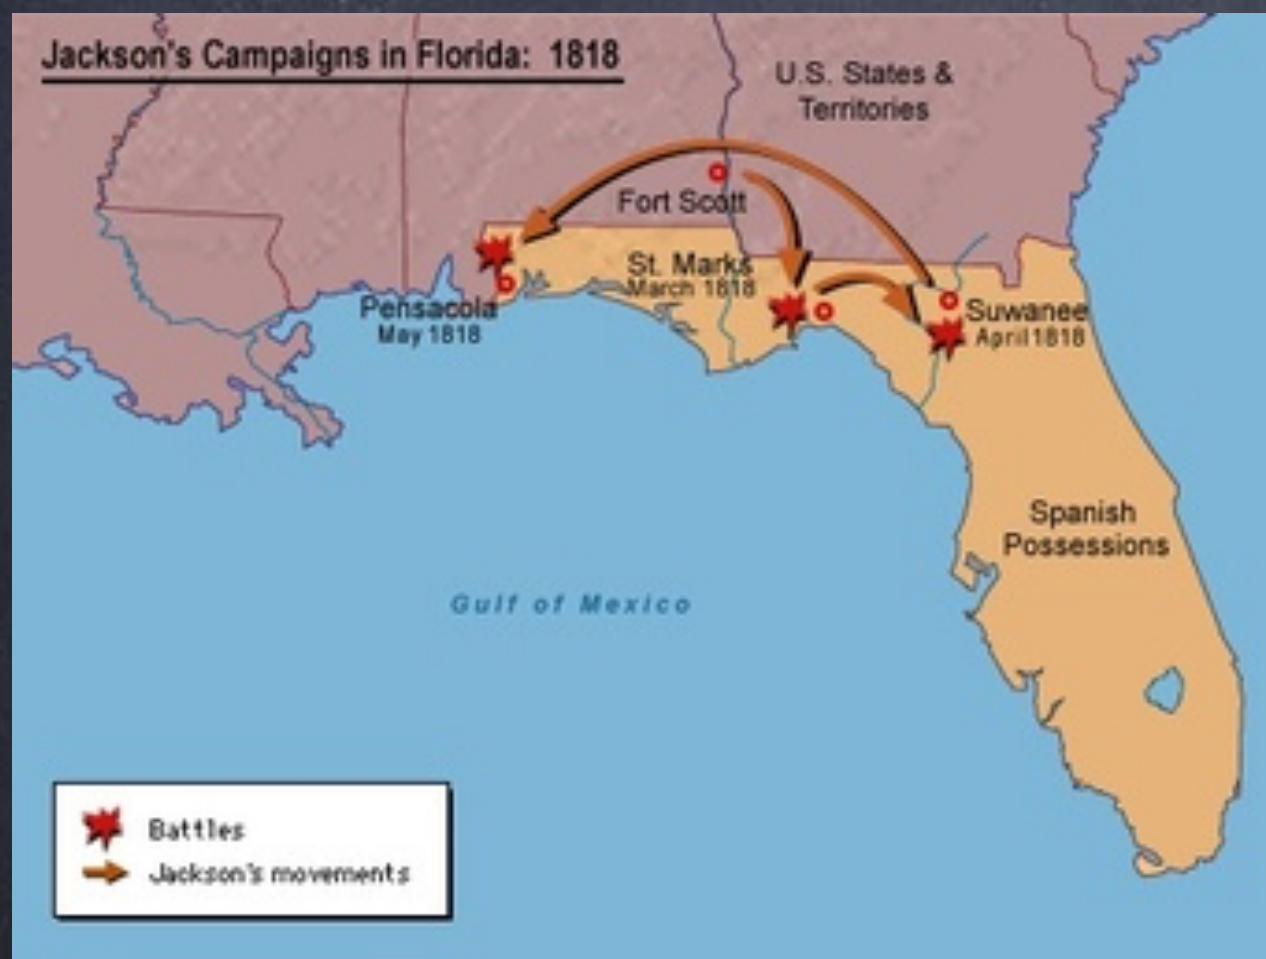 Jackson's Campaigns in Florida: 1818
U.S. States &
Territories
Fort Scott
St. Marks
March 1818
Pensacola
May 1818
Suwanee
April 1818
Spanish
Possessions
Gulf of Mexico
Battles
Jackson's movements